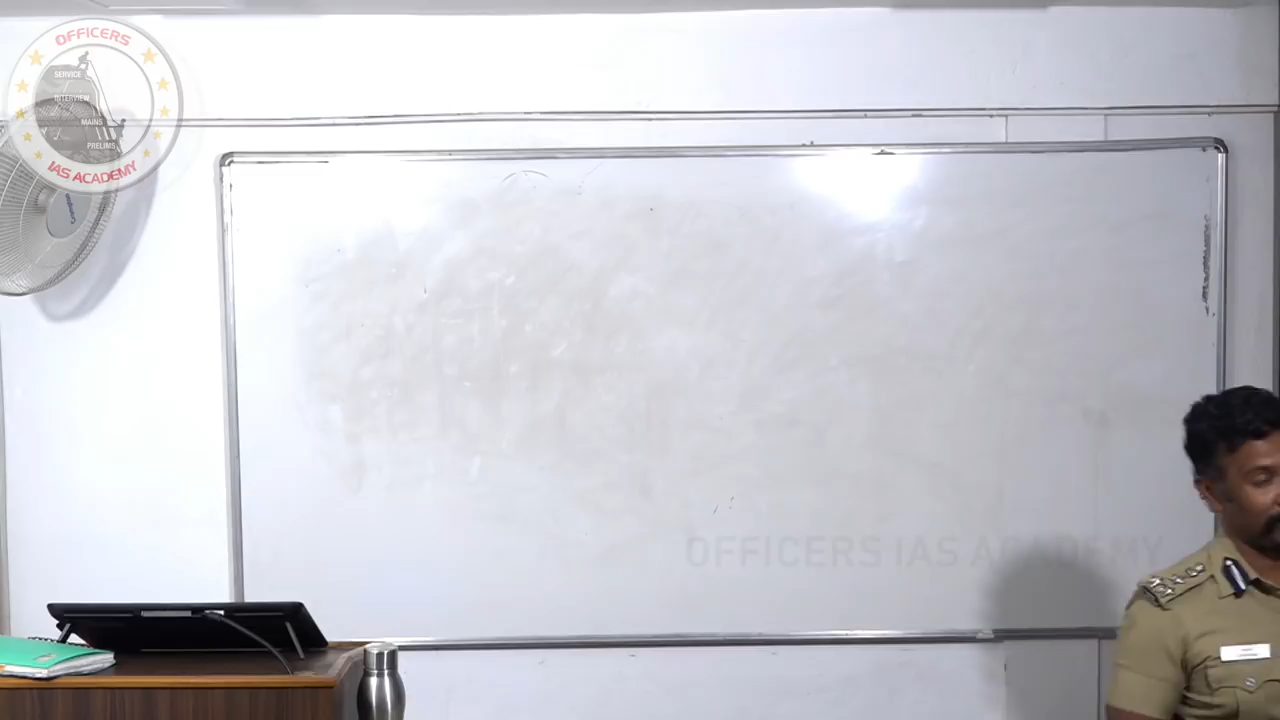 OFFICERS
SERVICE
INTERVIEW
MAINS
PRELIMS
IAS ACADEMY
OFFICERS IAS ACADEMY